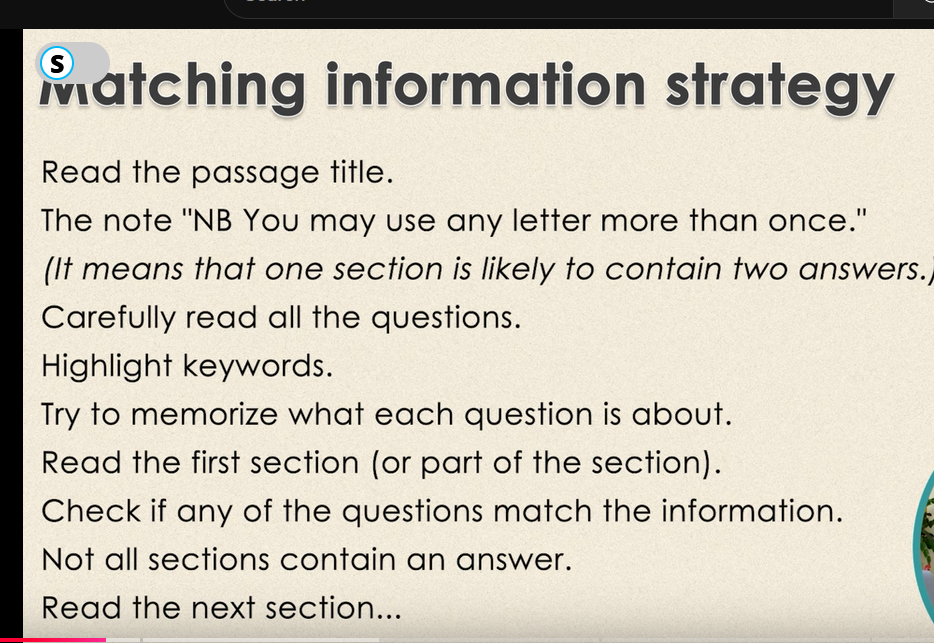 S
Matching information strategy
Read the passage title.
The note "NB You may use any letter more than once."
(It means that one section is likely to contain two answers.)
Carefully read all the questions.
Highlight keywords.
Try to memorize what each question is about.
Read the first section (or part of the section).
Check if any of the questions match the information.
Not all sections contain an answer.
Read the next section...